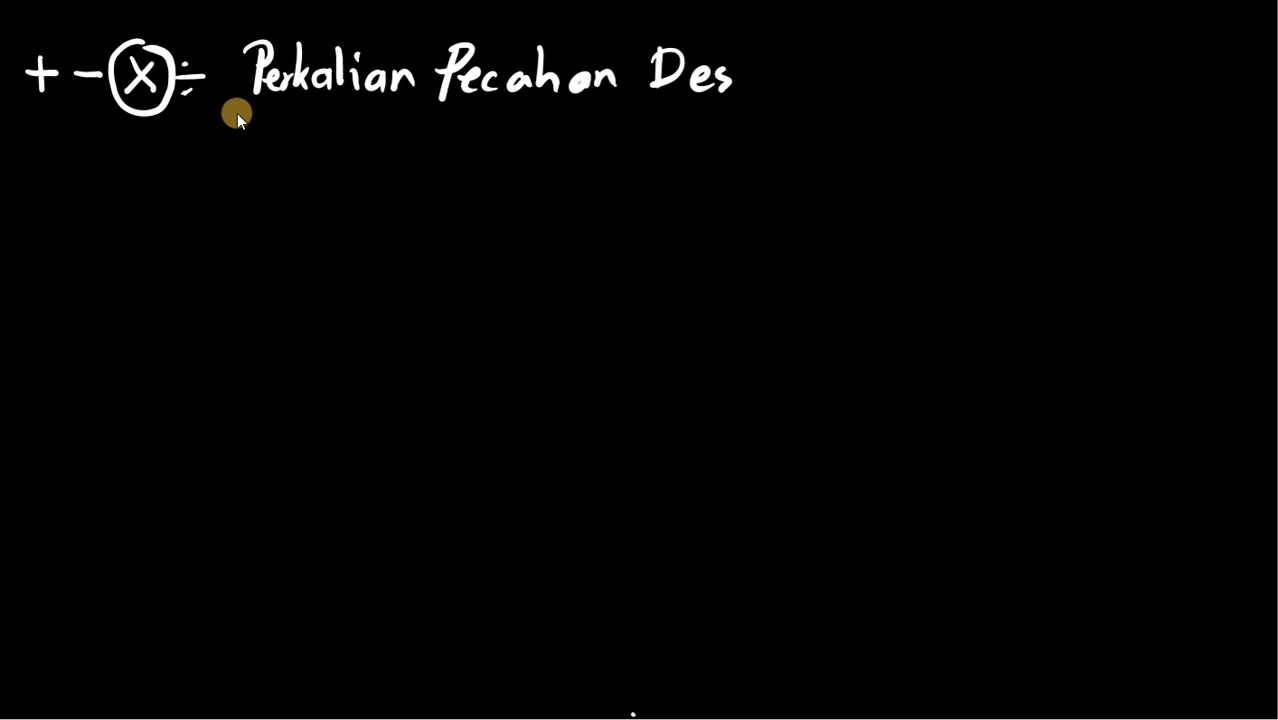 + - × ÷ Perkalian Pecahan Des